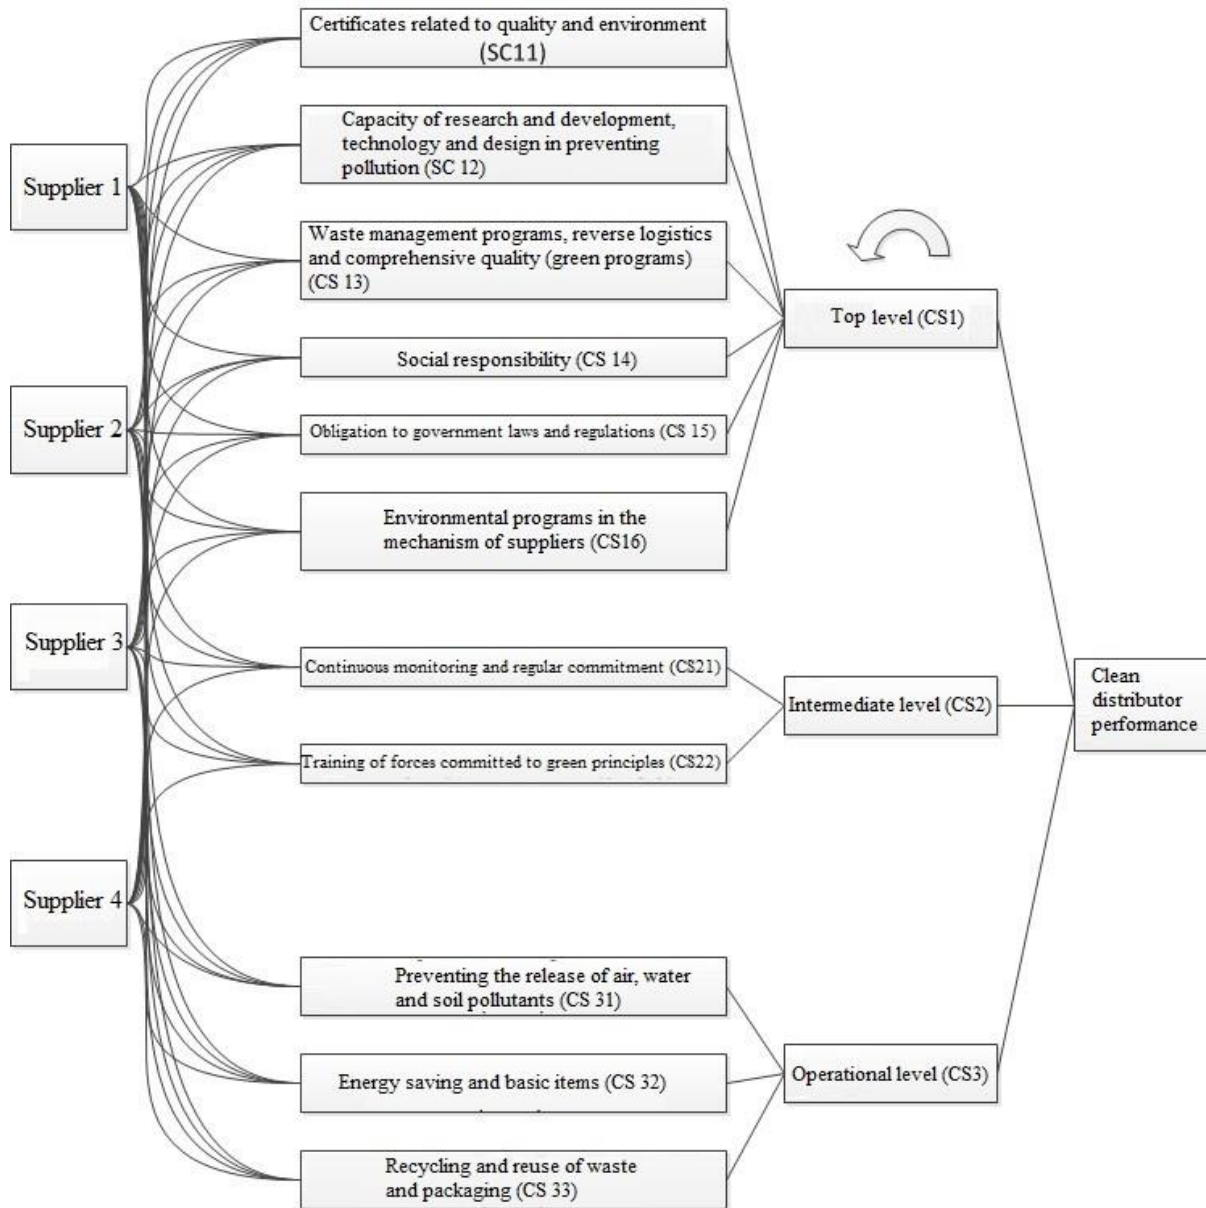 Certificates related to quality and environment
(SC11)
Capacity of research and development,
technology and design in preventing
pollution (SC 12)
Supplier 1
Waste management programs, reverse logistics
and comprehensive quality (green programs)
(CS 13)
Top level (CS1)
Social responsibility (CS 14)
Supplier 2
Obligation to government laws and regulations (CS 15)
Environmental programs in the
mechanism of suppliers (CS16)
Supplier 3
Continuous monitoring and regular commitment (CS21)
Intermediate level (CS2)
Clean
distributor
performance
Training of forces committed to green principles (CS22)
Supplier 4
Preventing the release of air, water
and soil pollutants (CS 31)
Energy saving and basic items (CS 32)
Operational level (CS3)
Recycling and reuse of waste
and packaging (CS 33)